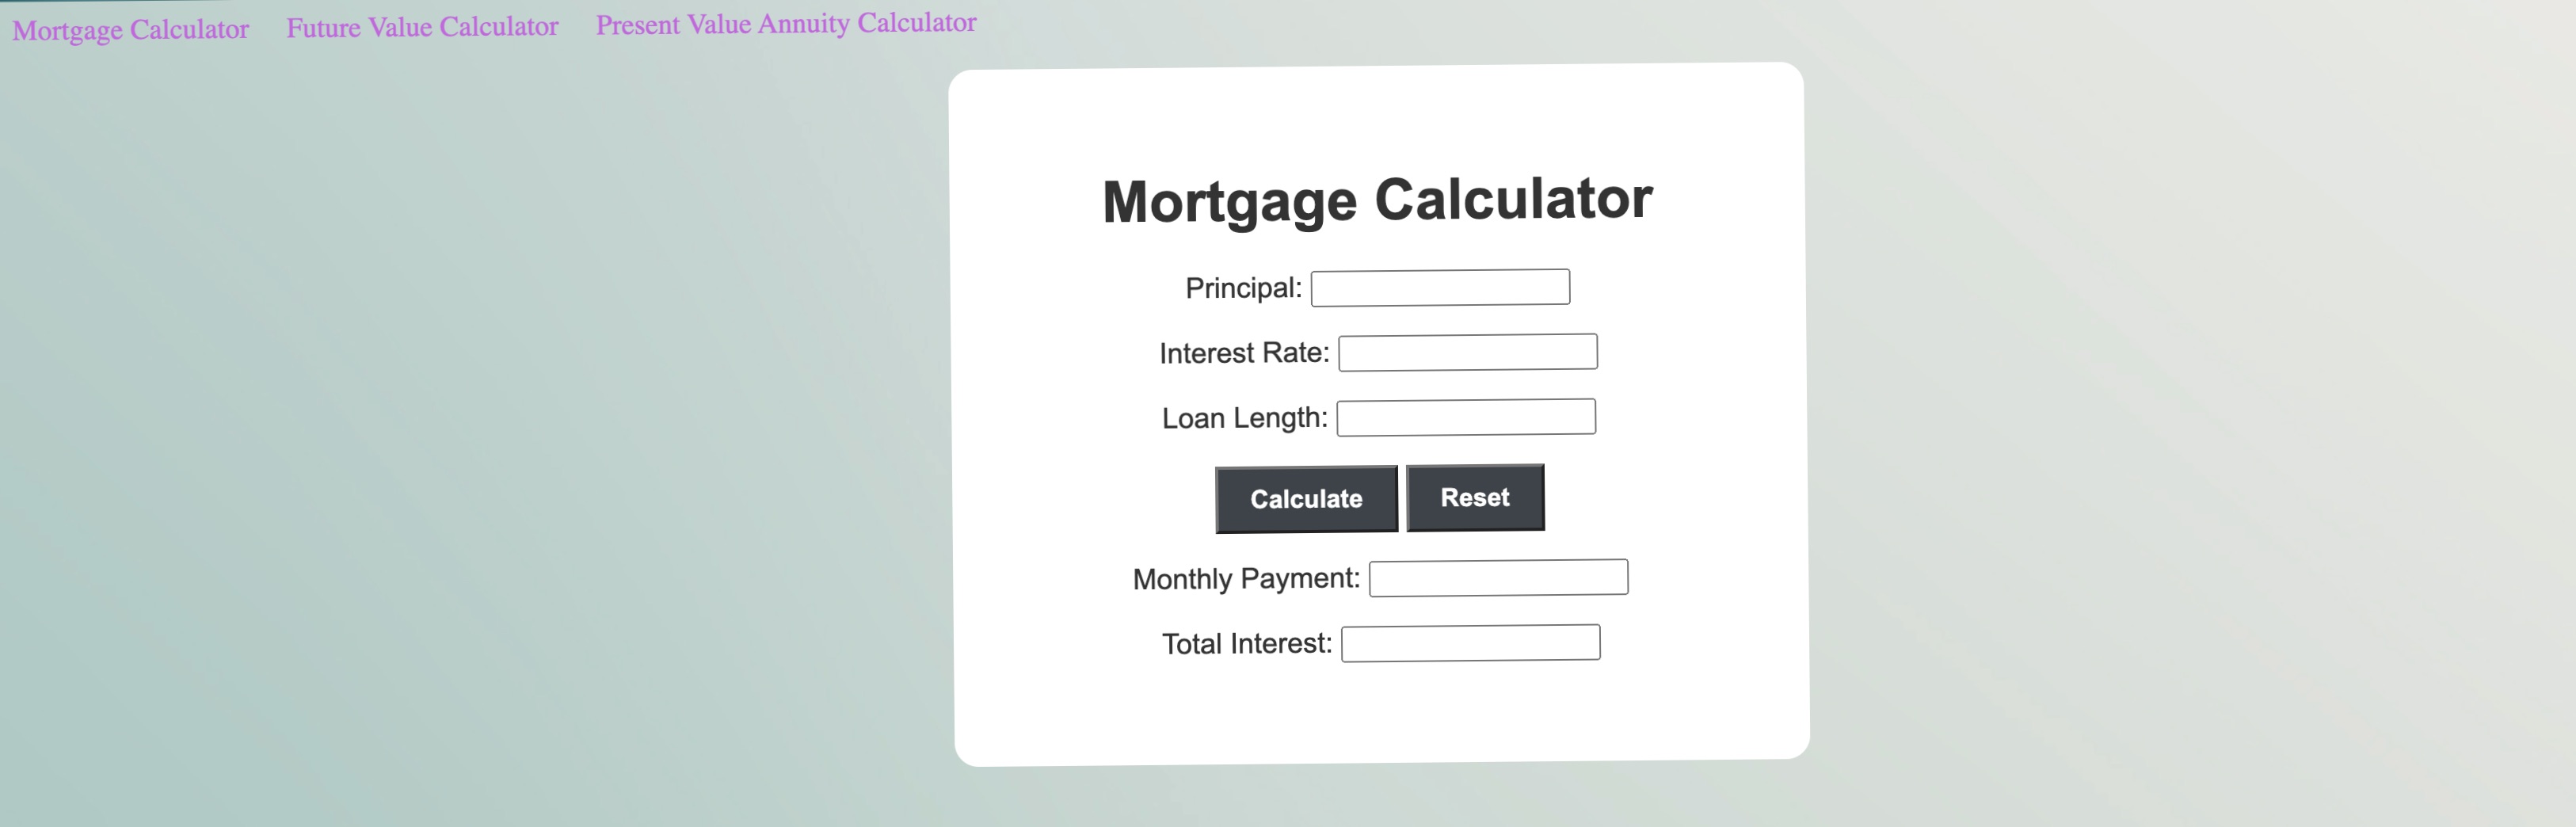 Mortgage Calculator Future Value Calculator Present Value Annuity Calculator
Mortgage Calculator
Principal:
Interest Rate:
Loan Length:
Calculate Reset
Monthly Payment:
Total Interest: